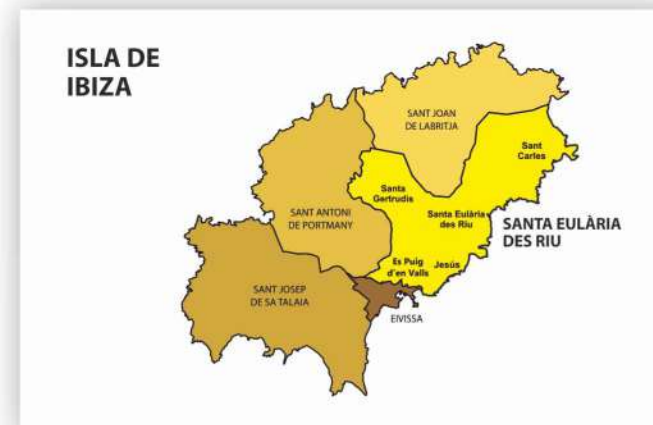 ISLA DE
IBIZA
SANT JOAN
DE LABRITJA
Sant
Carles
Santa
Gertrudis
SANT ANTONI
DE PORTMANY
Santa Eulària
des Riu
SANTA EULÀRIA
DES RIU
Es Puig
d'en Valls
Jesús
SANT JOSEP
DE SA TALAIA
EIVISSA